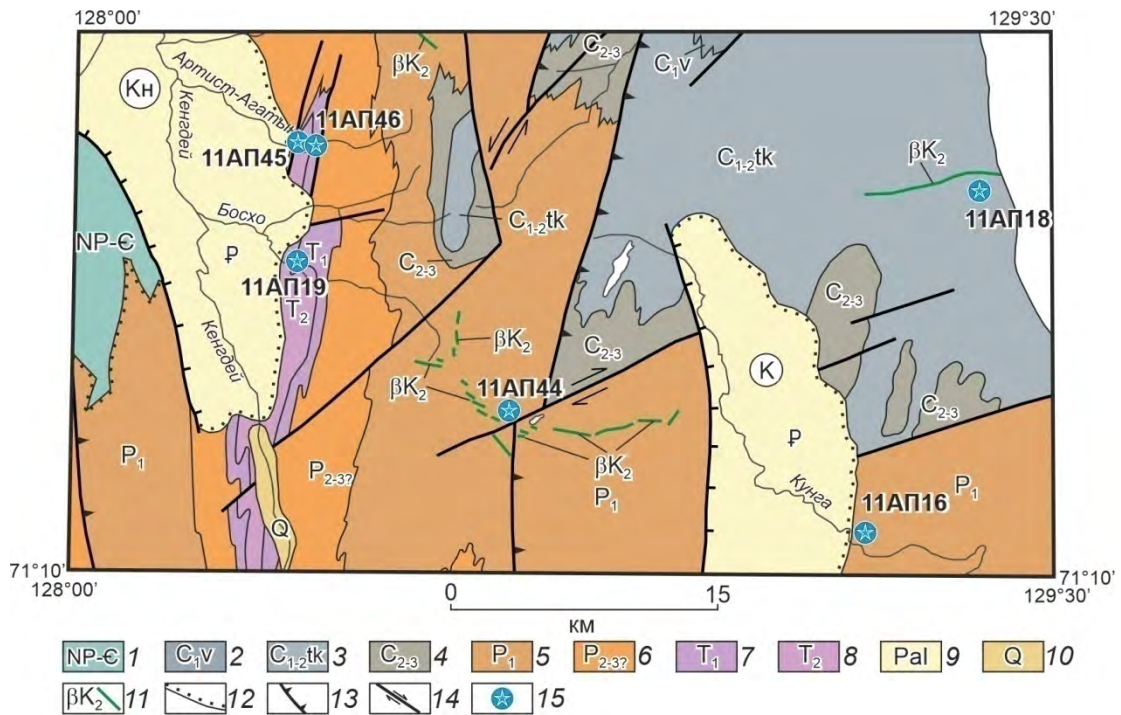 128°00’ 129°30’
C₂₋₃
βK₂ C₁v
Кн
Артист-Агатын
Кенгдей
11АП46
11АП45
C₁₋₂tk βK₂
Босхо
11АП18
NP-Є C₁₋₂tk
₽ T₁ C₂₋₃
11АП19
T₂ C₂₋₃
Кенгдей
βK₂ C₂₋₃
βK₂ 11АП44 К
C₂₋₃
P₁ P₂₋₃? βK₂ ₽
P₁ Кунга P₁
Q 11АП16
71°10’ 71°10’
128°00’ 129°30’
0 15
км
NP-Є 1 C₁v 2 C₁₋₂tk 3 C₂₋₃ 4 P₁ 5 P₂₋₃? 6 T₁ 7 T₂ 8 Pal 9 Q 10
βK₂ 11 12 13 14 15